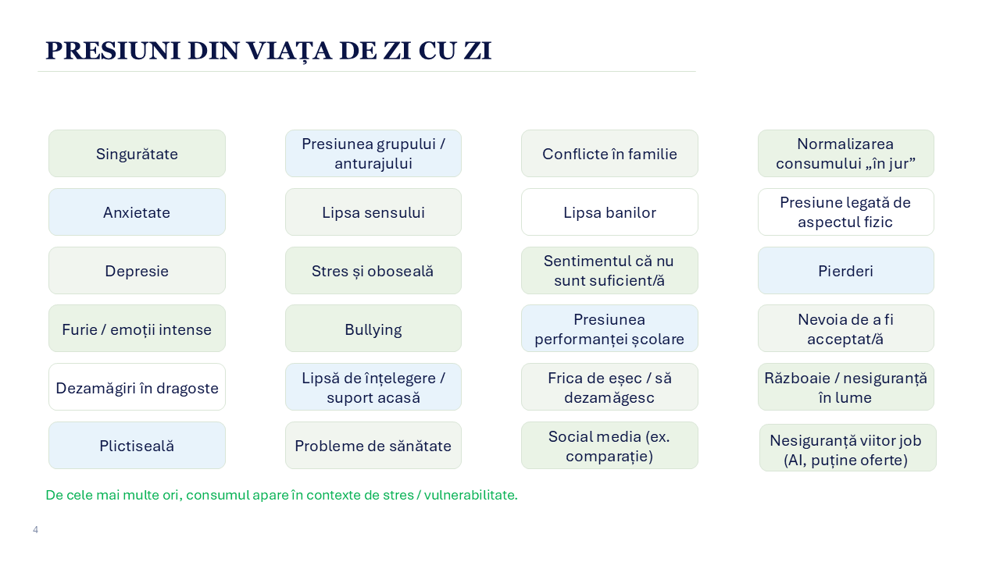 PRESIUNI DIN VIAȚA DE ZI CU ZI
Singurătate
Presiunea grupului /
anturajului
Conflicte în familie
Normalizarea
consumului „în jur”
Anxietate
Lipsa sensului
Lipsa banilor
Presiune legată de
aspectul fizic
Depresie
Stres și oboseală
Sentimentul că nu
sunt suficient/ă
Pierderi
Furie / emoții intense
Bullying
Presiunea
performanței școlare
Nevoia de a fi
acceptat/ă
Dezamăgiri în dragoste
Lipsă de înțelegere /
suport acasă
Frica de eșec / să
dezamăgesc
Războaie / nesiguranță
în lume
Plictiseală
Probleme de sănătate
Social media (ex.
comparație)
Nesiguranță viitor job
(AI, puține oferte)
De cele mai multe ori, consumul apare în contexte de stres / vulnerabilitate.
4